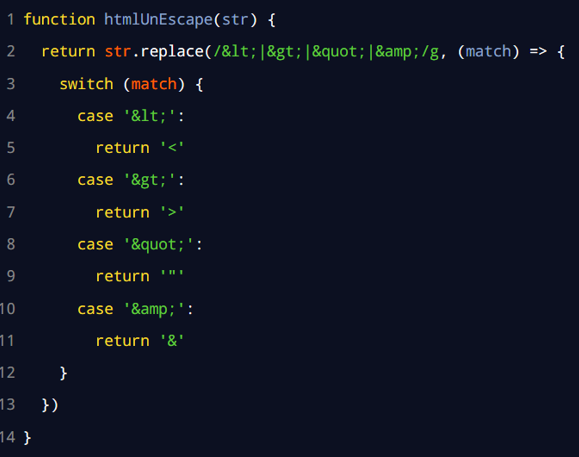 1 function htmlUnEscape(str) {
2   return str.replace(/&lt;|&gt;|&quot;|&amp;/g, (match) => {
3     switch (match) {
4       case '&lt;':
5         return '<'
6       case '&gt;':
7         return '>'
8       case '&quot;':
9         return '"'
10       case '&amp;':
11         return '&'
12     }
13   })
14 }